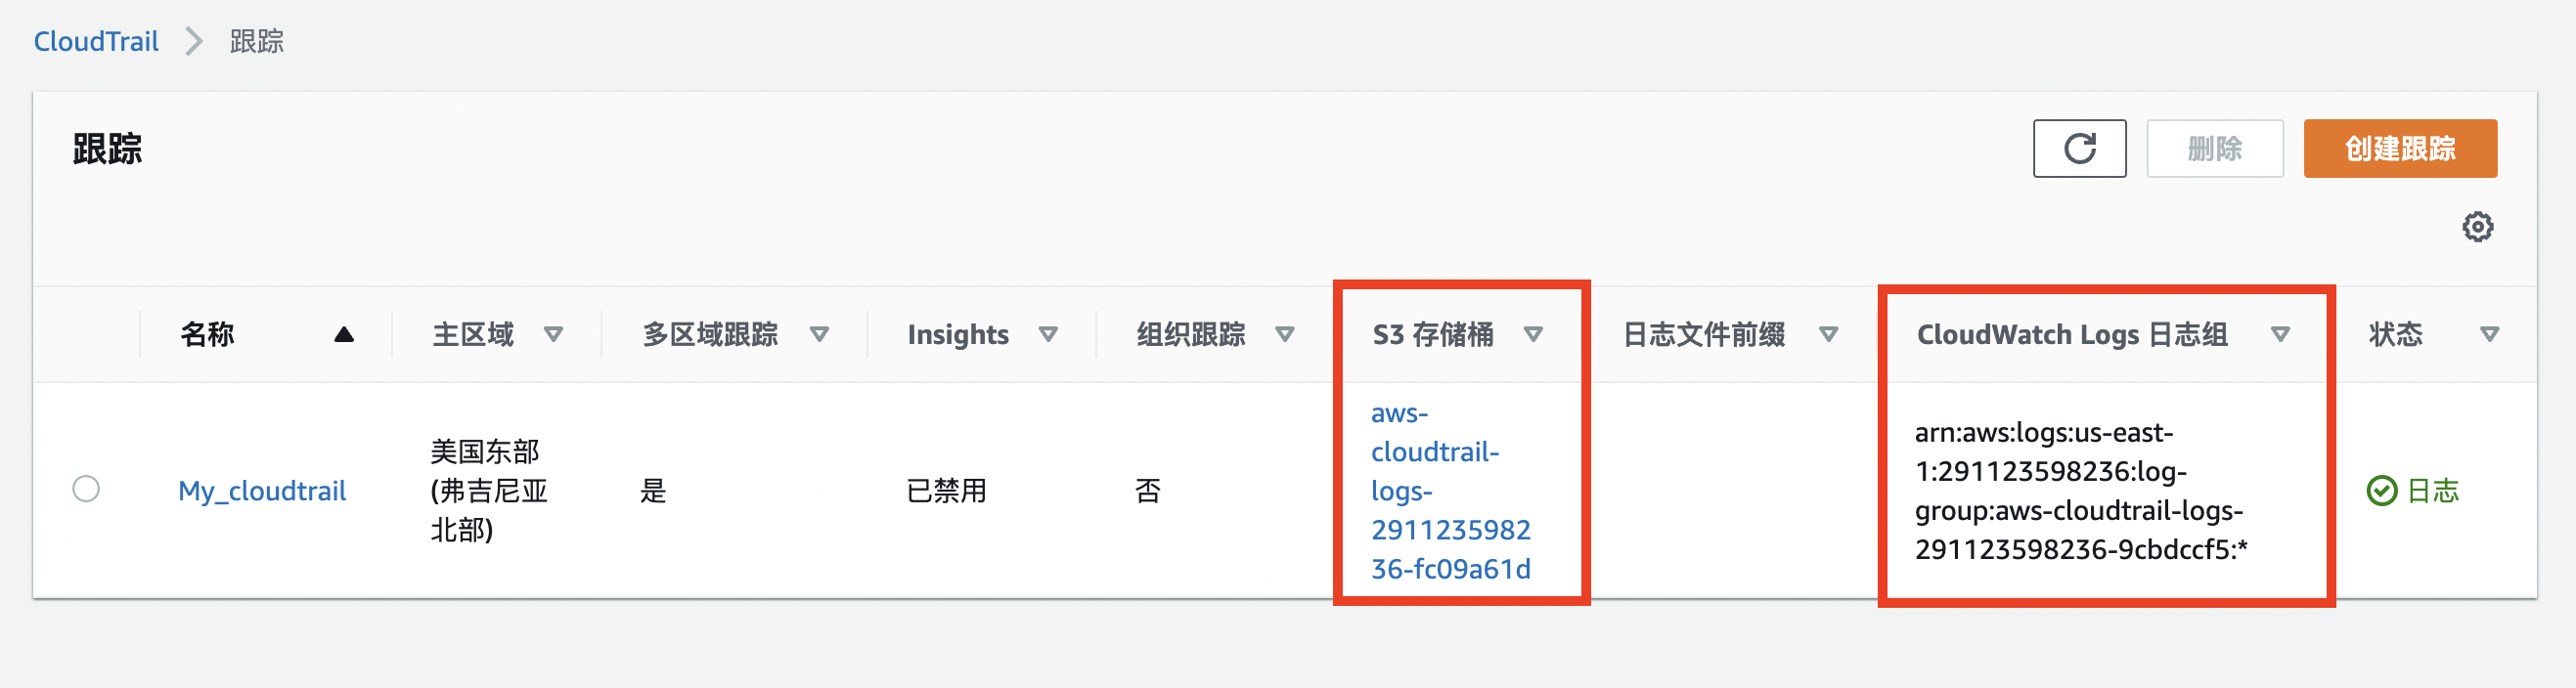 CloudTrail
跟踪
跟踪
删除
创建跟踪
名称
主区域
多区域跟踪
Insights
组织跟踪
S3 存储桶
日志文件前缀
CloudWatch Logs 日志组
状态
My_cloudtrail
美国东部
(弗吉尼亚
北部)
是
已禁用
否
aws-
cloudtrail-
logs-
2911235982
36-fc09a61d
arn:aws:logs:us-east-
1:291123598236:log-
group:aws-cloudtrail-logs-
291123598236-9cbdccf5:*
日志